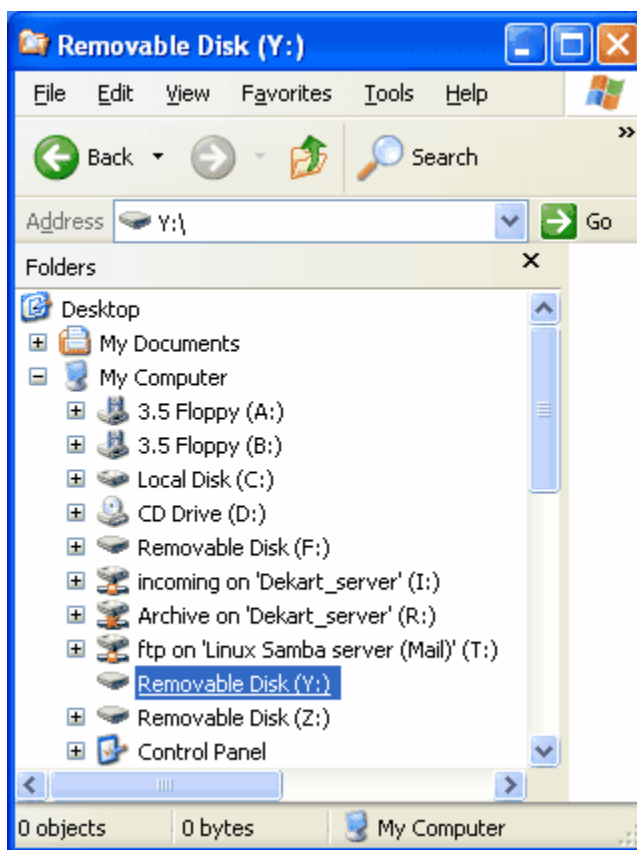 Removable Disk (Y:)
File Edit View Favorites Tools Help
Back Search »
Address Y:\ Go
Folders
Desktop
My Documents
My Computer
3.5 Floppy (A:)
3.5 Floppy (B:)
Local Disk (C:)
CD Drive (D:)
Removable Disk (F:)
incoming on 'Dekart_server' (I:)
Archive on 'Dekart_server' (R:)
ftp on 'Linux Samba server (Mail)' (T:)
Removable Disk (Y:)
Removable Disk (Z:)
Control Panel
0 objects 0 bytes My Computer